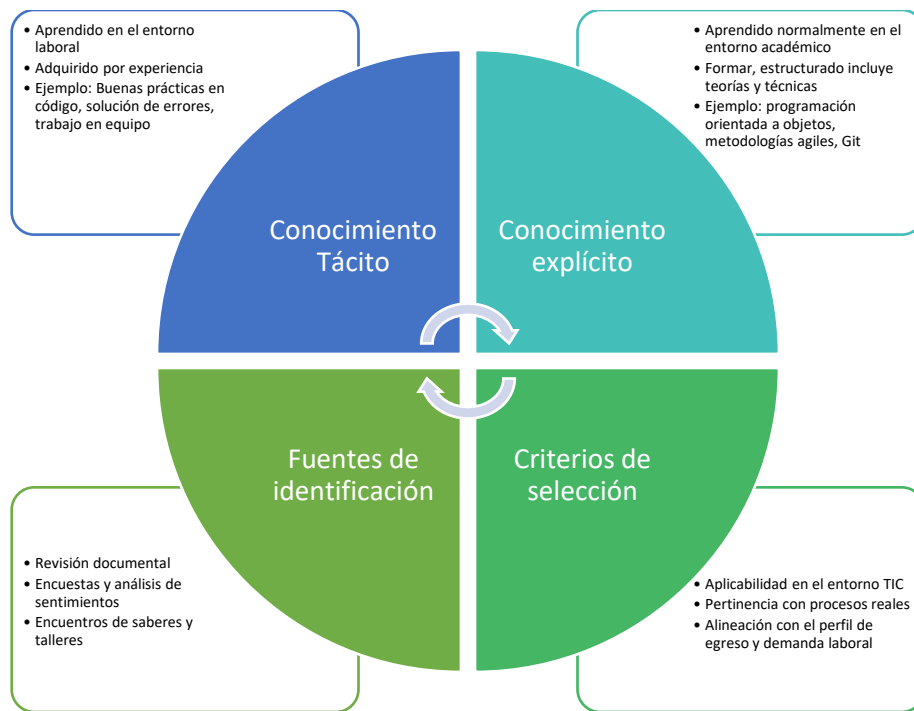 • Aprendido en el entorno
laboral
• Adquirido por experiencia
• Ejemplo: Buenas prácticas en
código, solución de errores,
trabajo en equipo
• Aprendido normalmente en el
entorno académico
• Formar, estructurado incluye
teorías y técnicas
• Ejemplo: programación
orientada a objetos,
metodologías agiles, Git
Conocimiento
Tácito
Conocimiento
explícito
Fuentes de
identificación
Criterios de
selección
• Revisión documental
• Encuestas y análisis de
sentimientos
• Encuentros de saberes y
talleres
• Aplicabilidad en el entorno TIC
• Pertinencia con procesos reales
• Alineación con el perfil de
egreso y demanda laboral